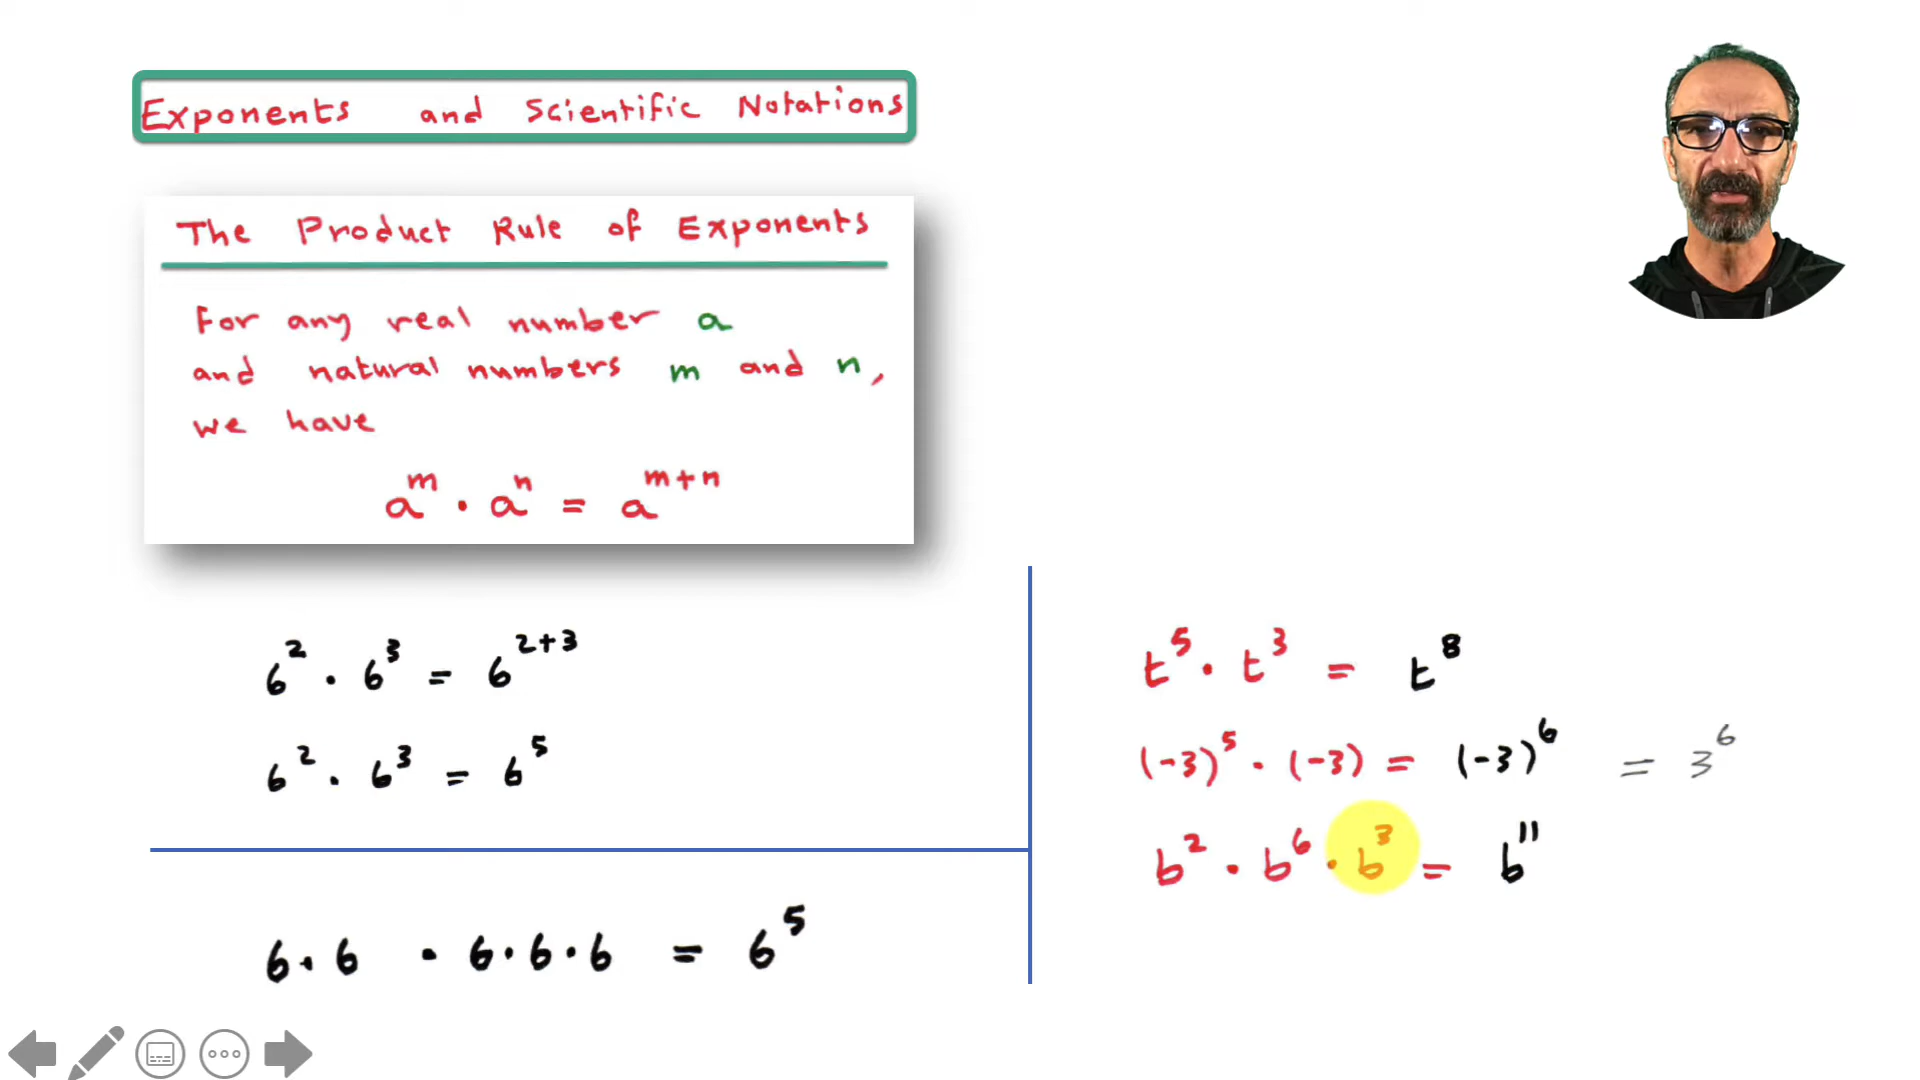 Exponents and Scientific Notations
The Product Rule of Exponents
For any real number a
and natural numbers m and n,
we have
a^m · a^n = a^{m+n}
6^2 · 6^3 = 6^{2+3}
6^2 · 6^3 = 6^5
6 · 6 · 6 · 6 · 6 = 6^5
t^5 · t^3 = t^8
(-3)^5 · (-3) = (-3)^6 = 3^6
b^2 · b^6 · b^3 = b^{11}